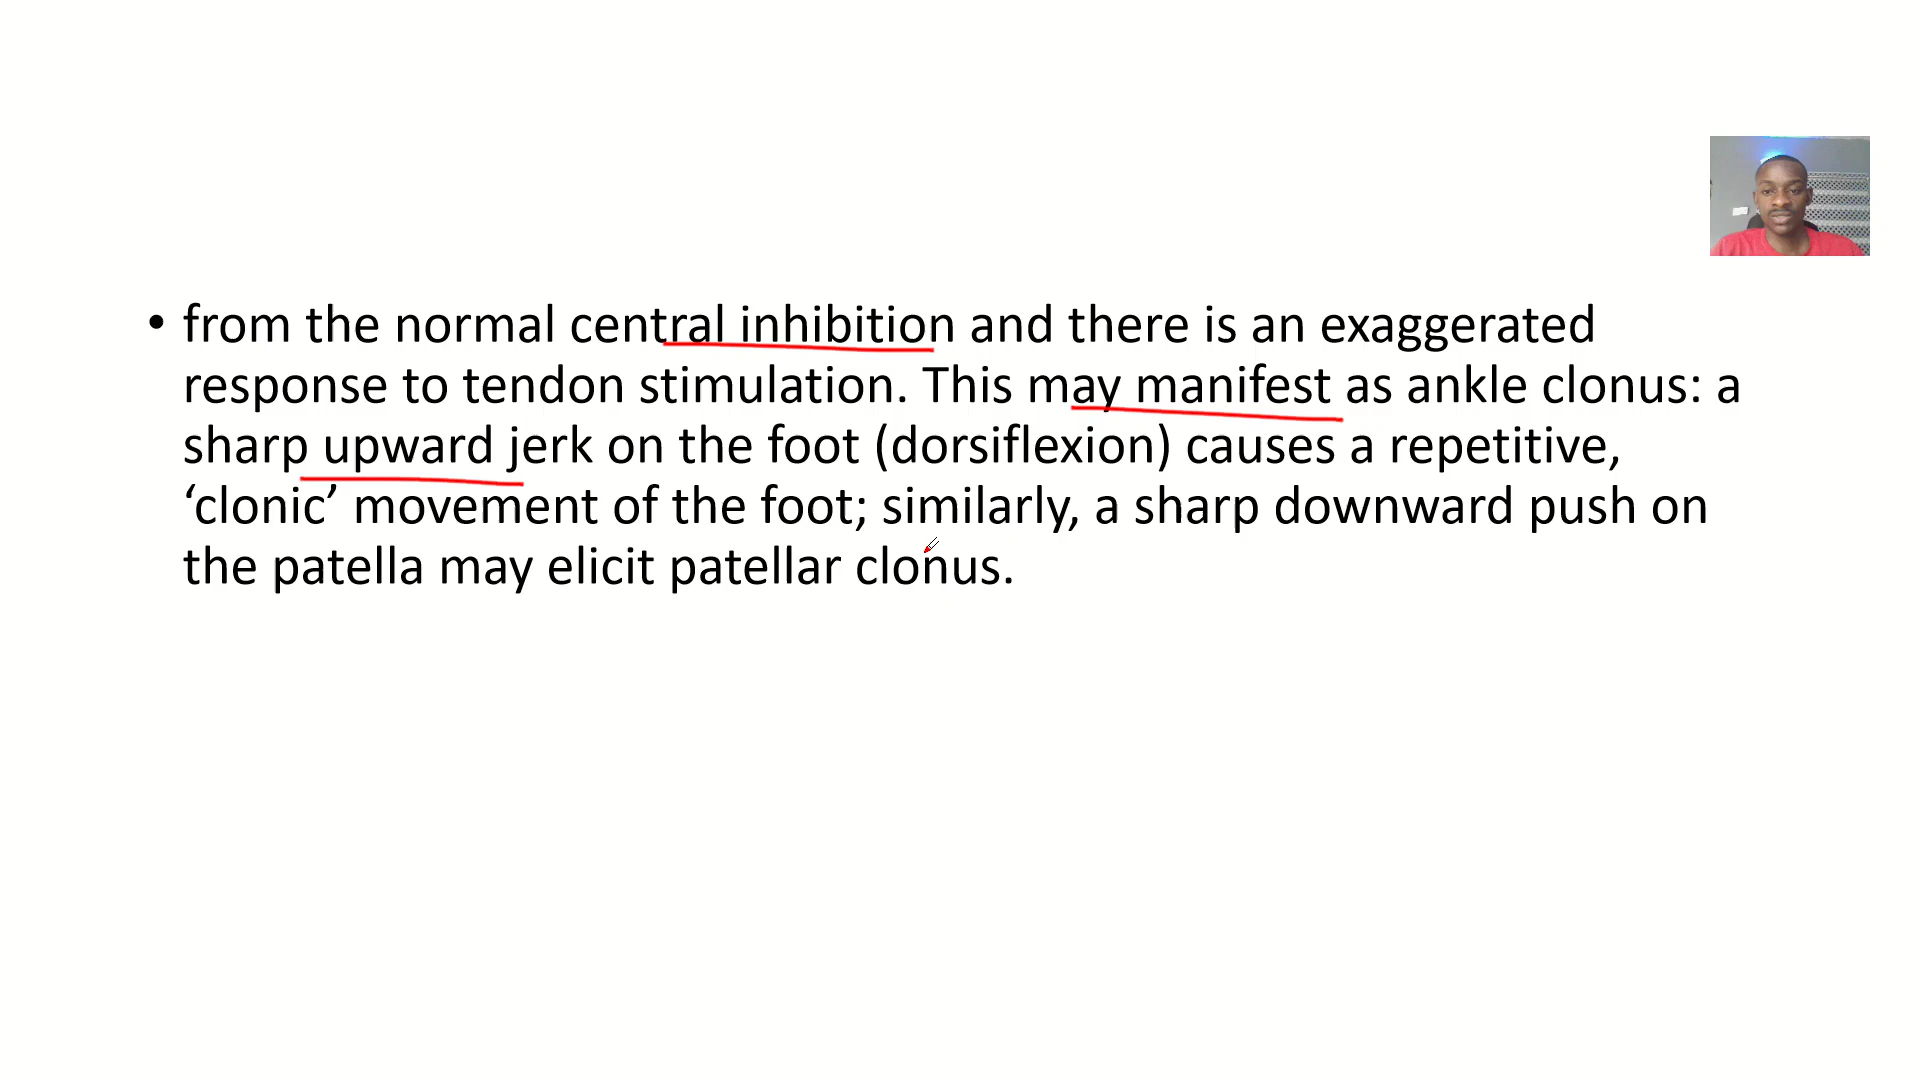 • from the normal central inhibition and there is an exaggerated
response to tendon stimulation. This may manifest as ankle clonus: a
sharp upward jerk on the foot (dorsiflexion) causes a repetitive,
‘clonic’ movement of the foot; similarly, a sharp downward push on
the patella may elicit patellar clonus.